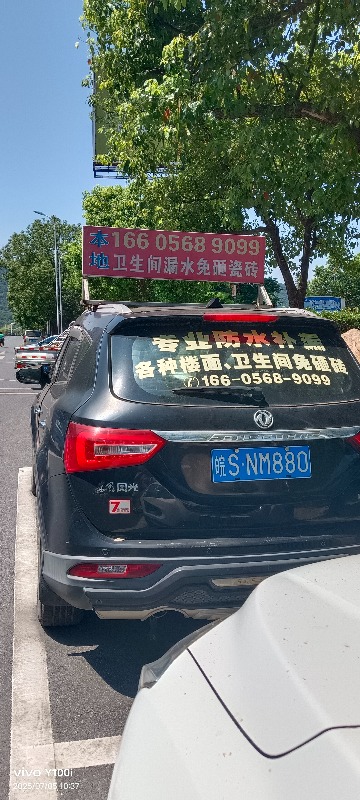 本地
166 0568 9099
卫生间漏水免砸瓷砖
专业防水补漏
各种楼面、卫生间免砸砖
166-0568-9099
皖S·NM880
东风风光
7
vivo Y100i
2025/07/05 10:37